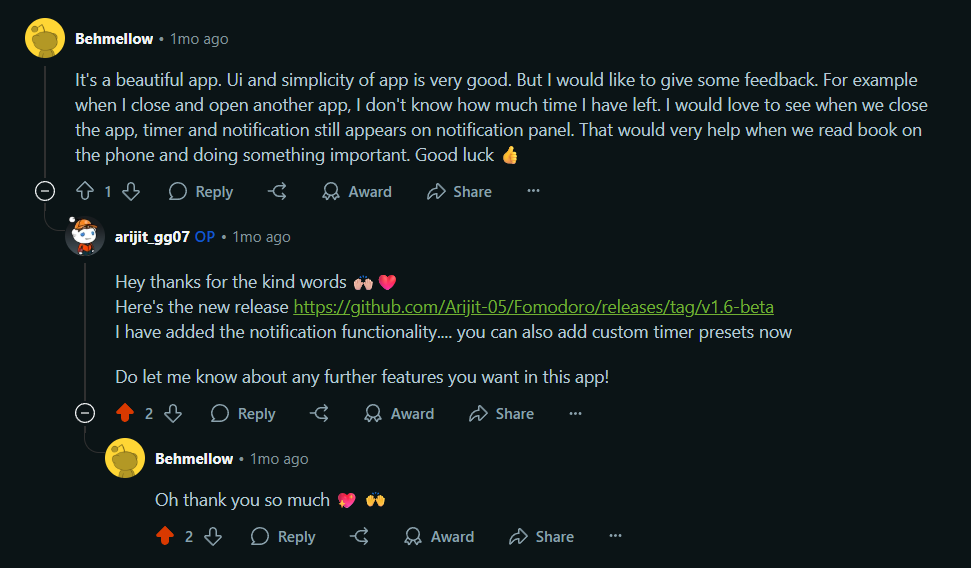 Behmellow • 1mo ago
It's a beautiful app. Ui and simplicity of app is very good. But I would like to give some feedback. For example
when I close and open another app, I don't know how much time I have left. I would love to see when we close
the app, timer and notification still appears on notification panel. That would very help when we read book on
the phone and doing something important. Good luck 👍
1 Reply Award Share ...
arijit_gg07 OP • 1mo ago
Hey thanks for the kind words 🙌🏻 💗
Here's the new release https://github.com/Arijit-05/Fomodoro/releases/tag/v1.6-beta
I have added the notification functionality.... you can also add custom timer presets now
Do let me know about any further features you want in this app!
2 Reply Award Share ...
Behmellow • 1mo ago
Oh thank you so much 💖 🙌
2 Reply Award Share ...